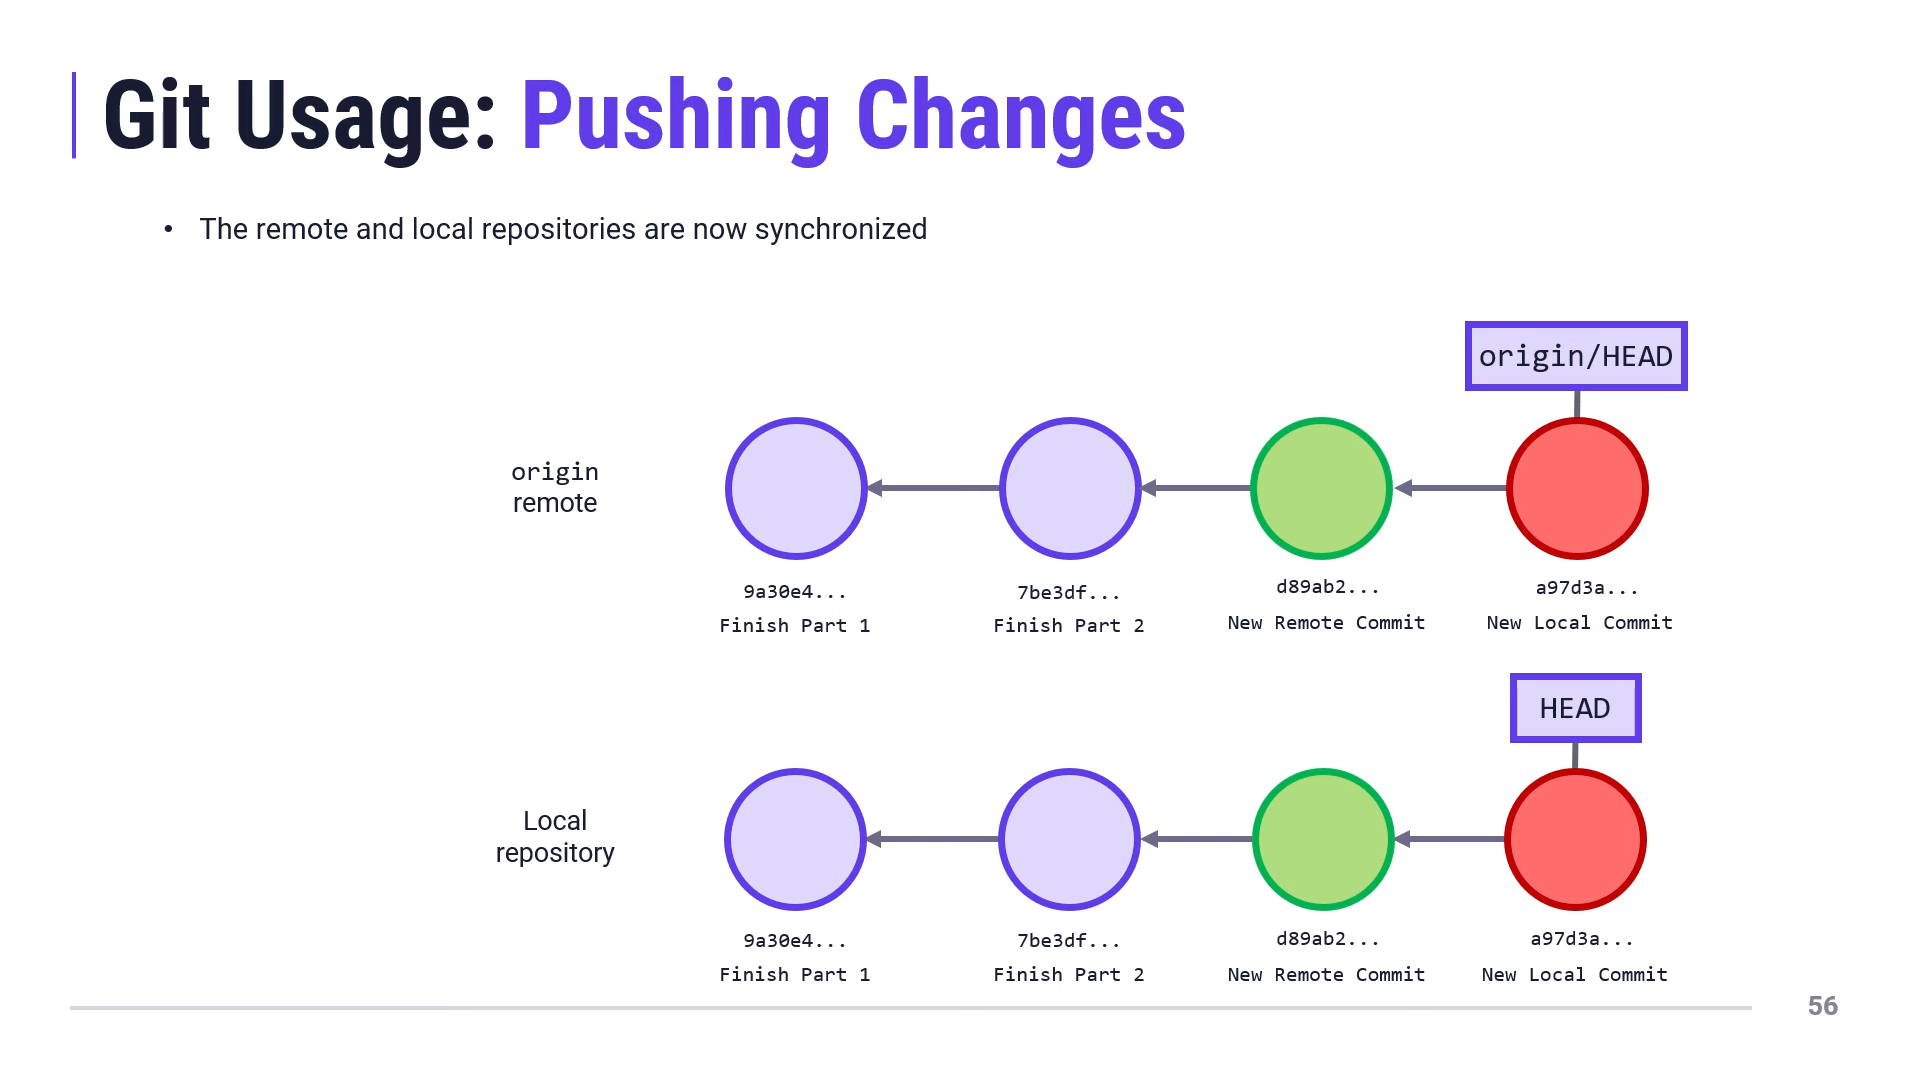 Git Usage: Pushing Changes
• The remote and local repositories are now synchronized
origin/HEAD
origin
remote
9a30e4... 7be3df... d89ab2... a97d3a...
Finish Part 1 Finish Part 2 New Remote Commit New Local Commit
HEAD
Local
repository
9a30e4... 7be3df... d89ab2... a97d3a...
Finish Part 1 Finish Part 2 New Remote Commit New Local Commit
56